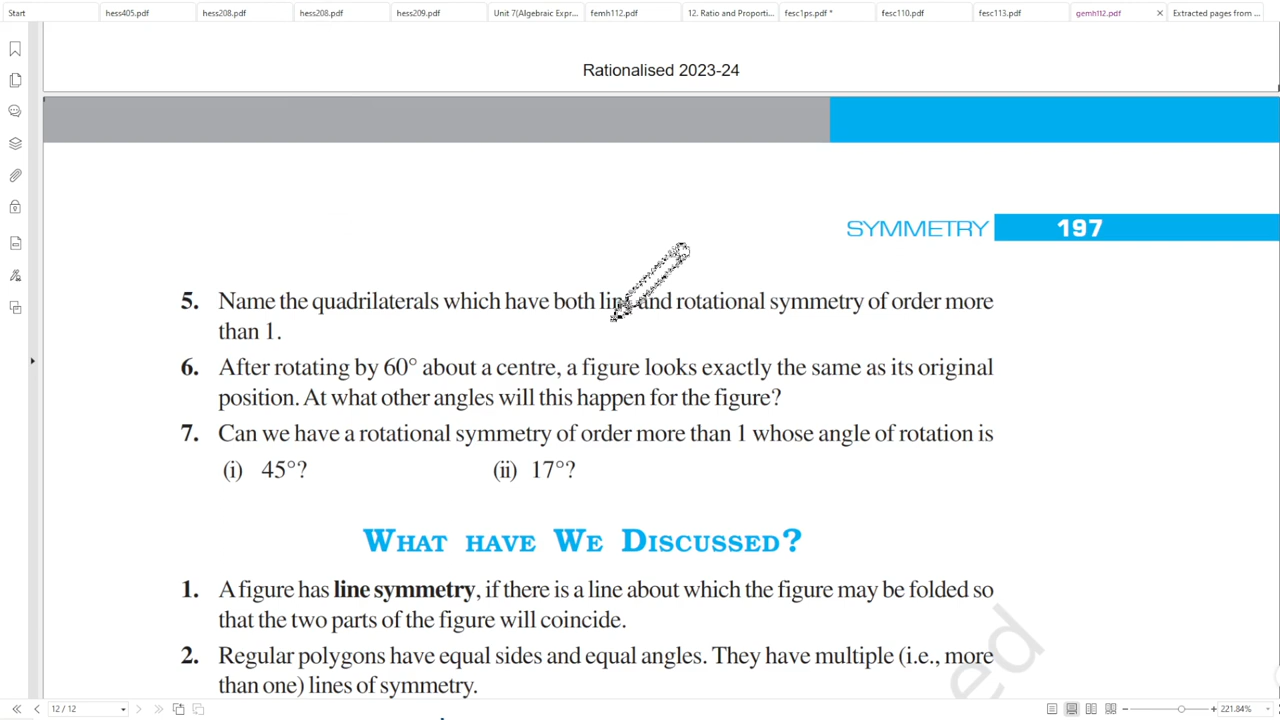 Start hess405.pdf hess208.pdf hess208.pdf hess209.pdf Unit 7(Algebraic Expr... femh112.pdf 12. Ratio and Proporti... fesc1ps.pdf * fesc110.pdf fesc113.pdf gemh112.pdf Extracted pages from ...
Rationalised 2023-24
SYMMETRY 197
5. Name the quadrilaterals which have both line and rotational symmetry of order more
than 1.
6. After rotating by 60° about a centre, a figure looks exactly the same as its original
position. At what other angles will this happen for the figure?
7. Can we have a rotational symmetry of order more than 1 whose angle of rotation is
(i) 45°? (ii) 17°?
WHAT HAVE WE DISCUSSED?
1. A figure has line symmetry, if there is a line about which the figure may be folded so
that the two parts of the figure will coincide.
2. Regular polygons have equal sides and equal angles. They have multiple (i.e., more
than one) lines of symmetry.
ed
12 / 12 221.84%